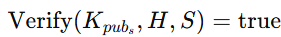 Verify(K_{pub_s}, H, S) = true